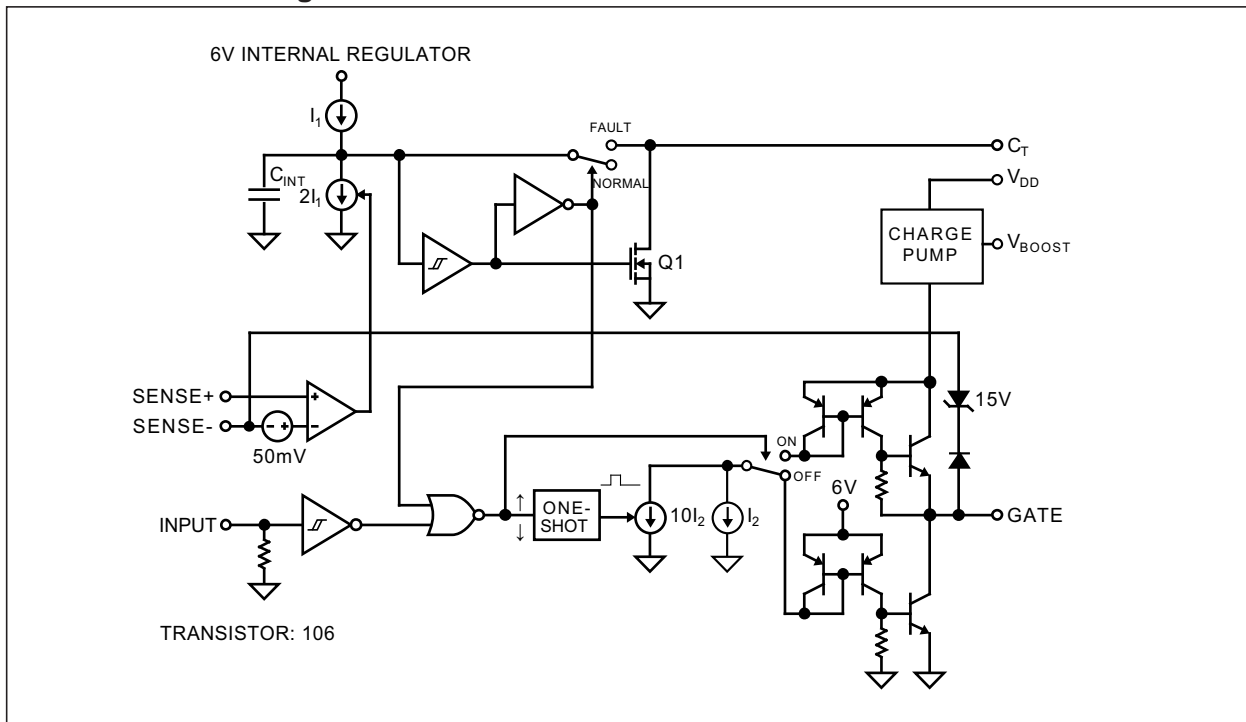 6V INTERNAL REGULATOR
I1
FAULT
CT
CINT
2I1
NORMAL
VDD
CHARGE
PUMP
VBOOST
Q1
SENSE+
SENSE-
+
-
- +
50mV
15V
ON
OFF
6V
INPUT
↑
↓
ONE-
SHOT
10I2
I2
GATE
TRANSISTOR: 106